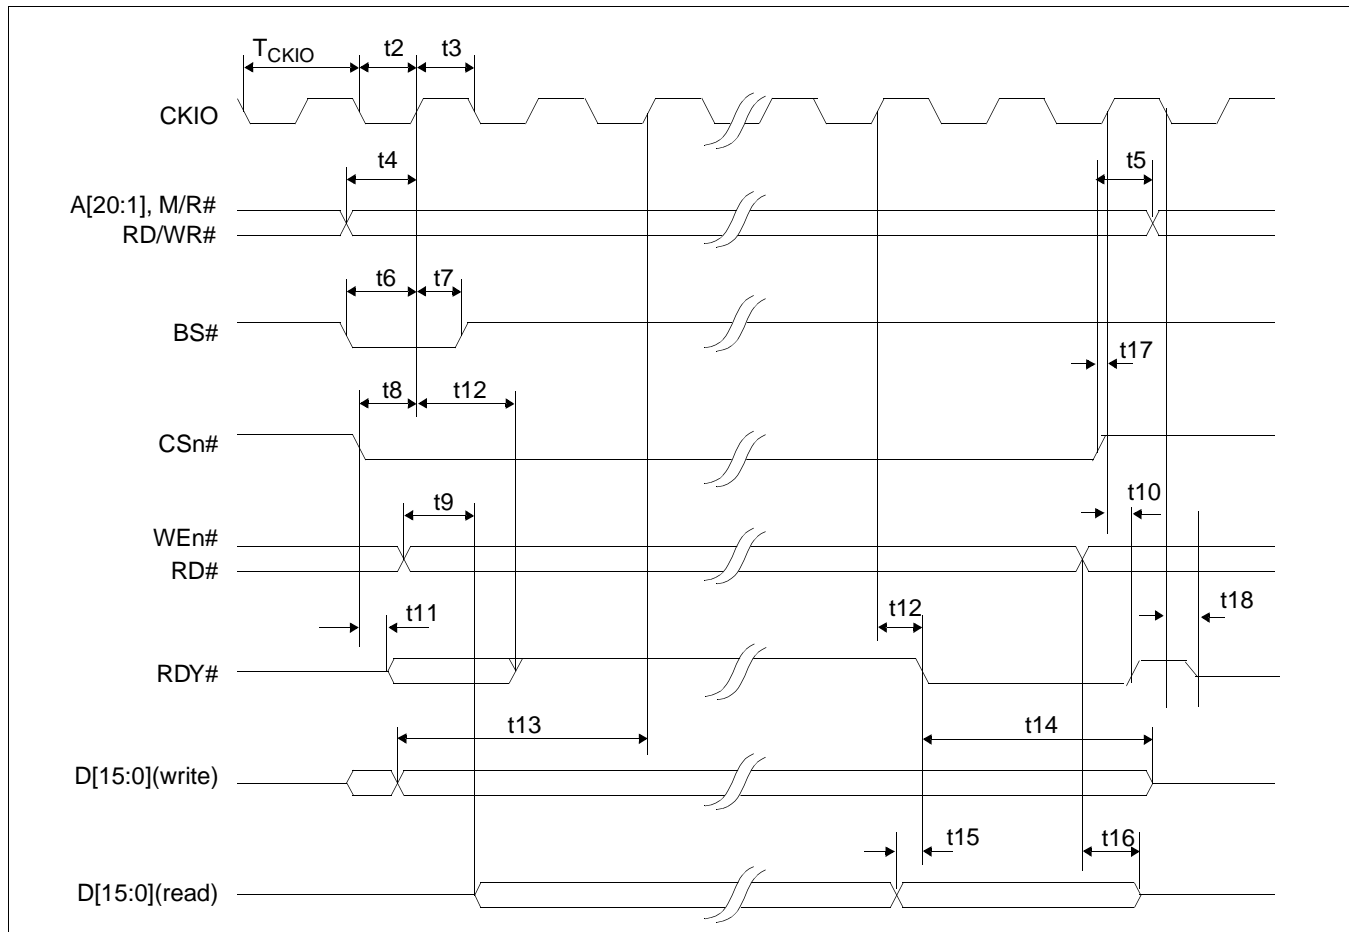 TCKIO t2 t3
CKIO
t4 t5
A[20:1], M/R#
RD/WR#
t6 t7
BS#
t17
t8 t12
CSn#
t9 t10
WEn#
RD#
t11 t12 t18
RDY#
t13 t14
D[15:0](write)
t15 t16
D[15:0](read)